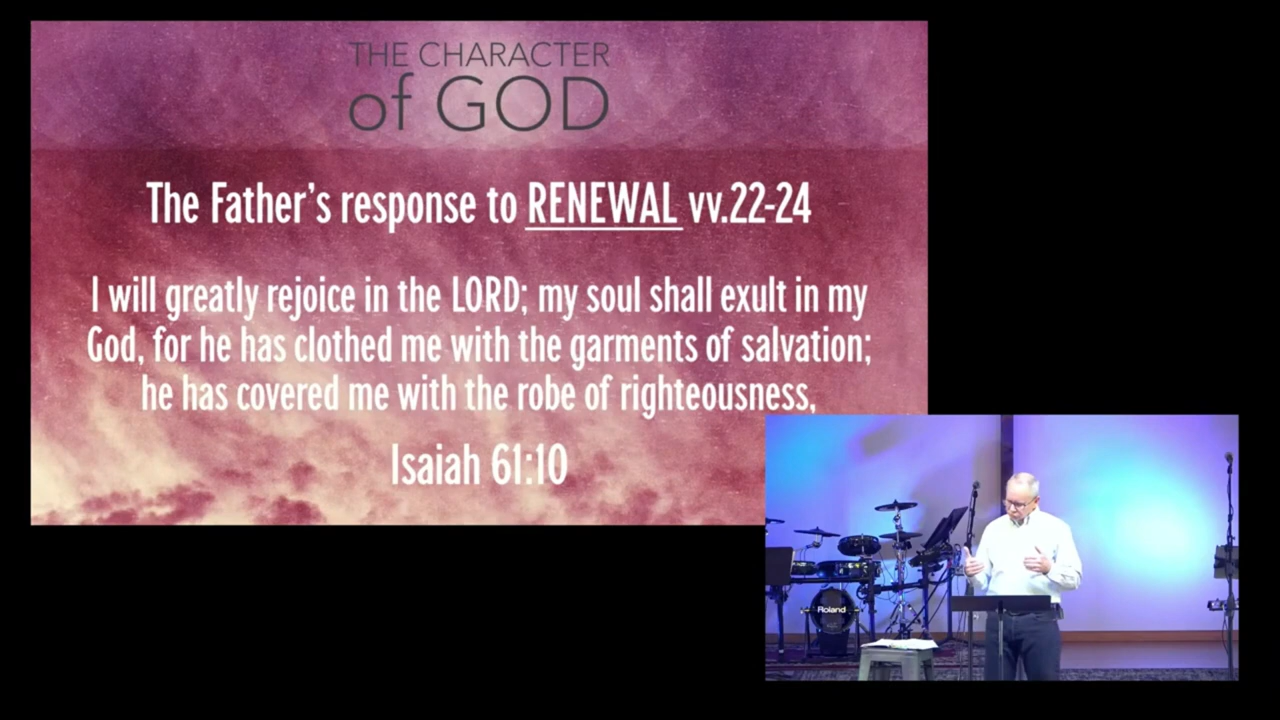 THE CHARACTER
of GOD
The Father’s response to RENEWAL vv.22-24
I will greatly rejoice in the LORD; my soul shall exult in my
God, for he has clothed me with the garments of salvation;
he has covered me with the robe of righteousness,
Isaiah 61:10
Roland